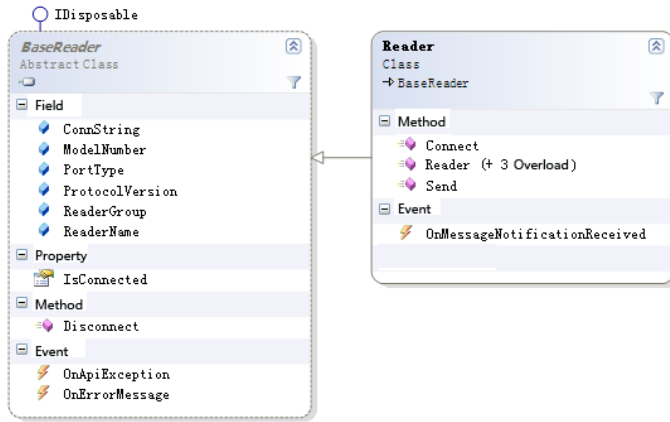 IDisposable
BaseReader
Abstract Class
Field
ConnString
ModelNumber
PortType
ProtocolVersion
ReaderGroup
ReaderName
Property
IsConnected
Method
Disconnect
Event
OnApiException
OnErrorMessage
Reader
Class
BaseReader
Method
Connect
Reader (+ 3 Overload)
Send
Event
OnMessageNotificationReceived